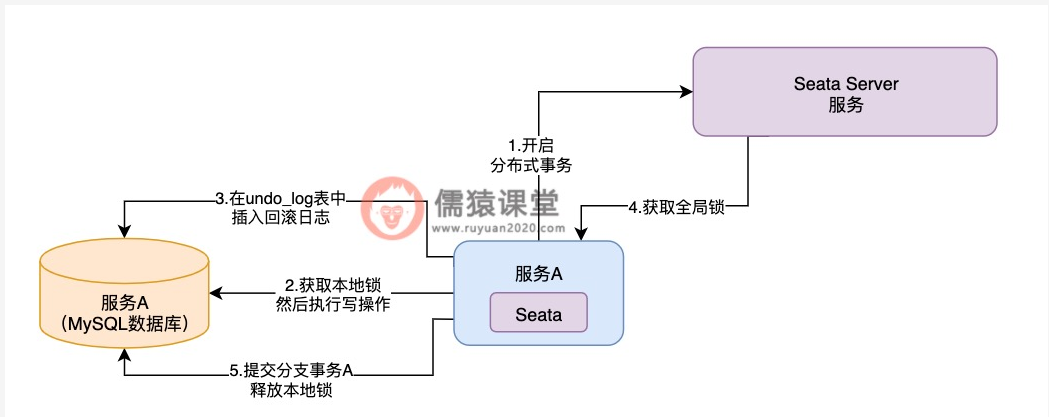 Seata Server
服务
1.开启
分布式事务
3.在undo_log表中
插入回滚日志
儒猿课堂
www.ruyuan2020.com
4.获取全局锁
服务A
Seata
2.获取本地锁
然后执行写操作
服务A
（MySQL数据库）
5.提交分支事务A
释放本地锁